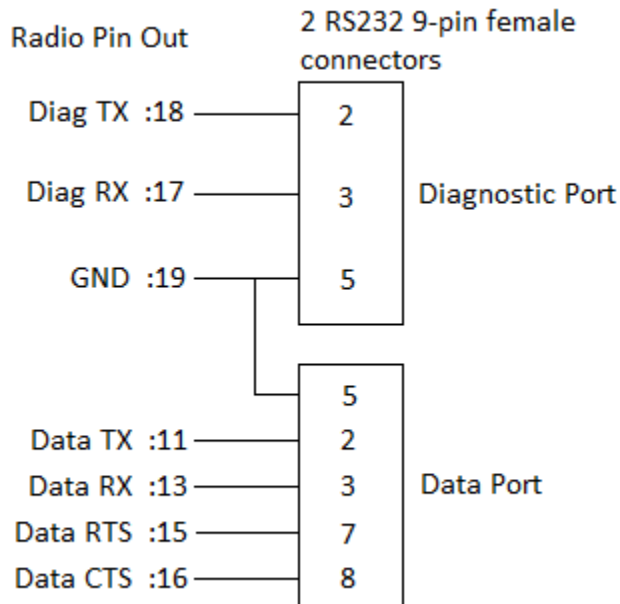 Radio Pin Out
2 RS232 9-pin female
connectors
Diag TX :18
2
Diag RX :17
3
Diagnostic Port
GND :19
5
5
Data TX :11
2
Data RX :13
3
Data Port
Data RTS :15
7
Data CTS :16
8